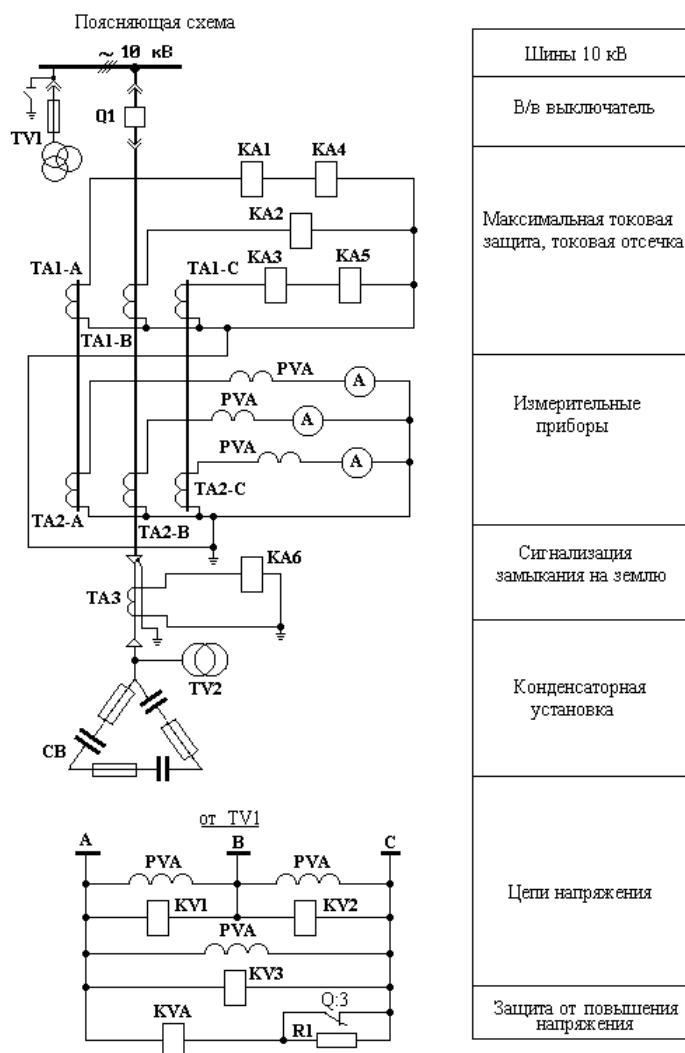 Поясняющая схема
~ 10 кВ
Q1
TV1
KA1
KA4
KA2
TA1-A
TA1-C
KA3
KA5
TA1-B
PVA
A
PVA
A
PVA
A
TA2-A
TA2-C
TA2-B
KA6
TA3
TV2
CB
от TV1
A
B
C
PVA
PVA
KV1
KV2
PVA
KV3
KVA
Q:3
R1
Шины 10 кВ
В/в выключатель
Максимальная токовая
защита, токовая отсечка
Измерительные
приборы
Сигнализация
замыкания на землю
Конденсаторная
установка
Цепи напряжения
Защита от повышения
напряжения